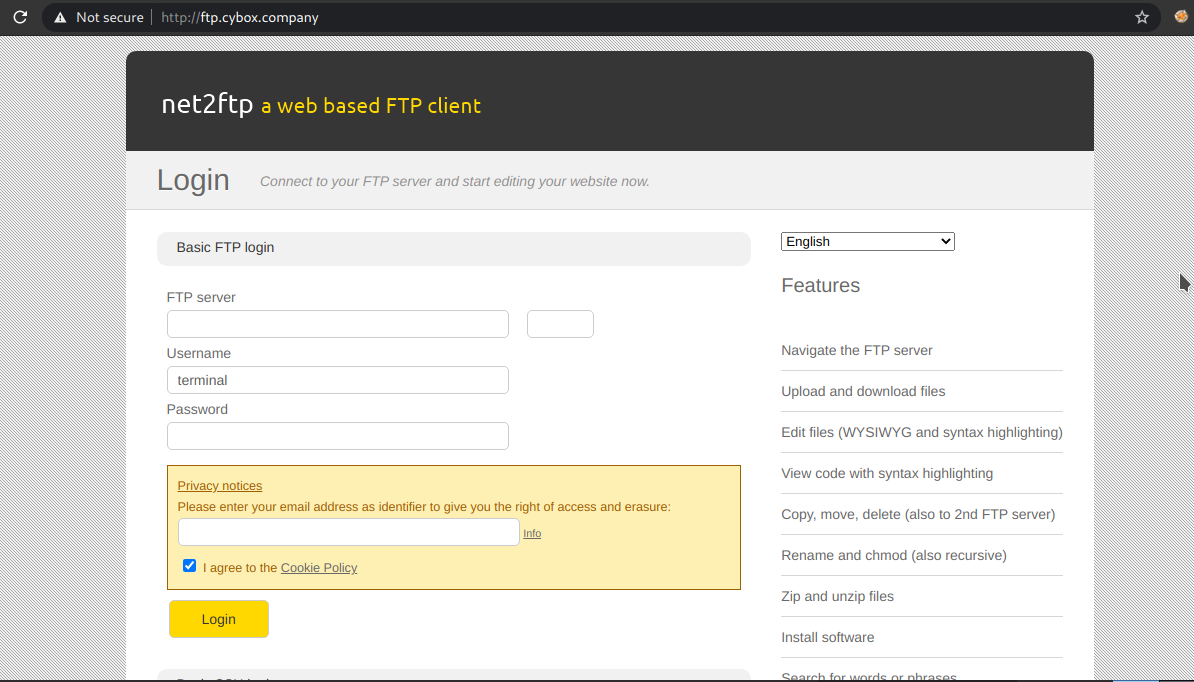 Not secure http://ftp.cybox.company
net2ftp a web based FTP client
Login Connect to your FTP server and start editing your website now.
Basic FTP login
FTP server
Username
terminal
Password
Privacy notices
Please enter your email address as identifier to give you the right of access and erasure:
Info
I agree to the Cookie Policy
Login
English
Features
Navigate the FTP server
Upload and download files
Edit files (WYSIWYG and syntax highlighting)
View code with syntax highlighting
Copy, move, delete (also to 2nd FTP server)
Rename and chmod (also recursive)
Zip and unzip files
Install software
Search for words or phrases